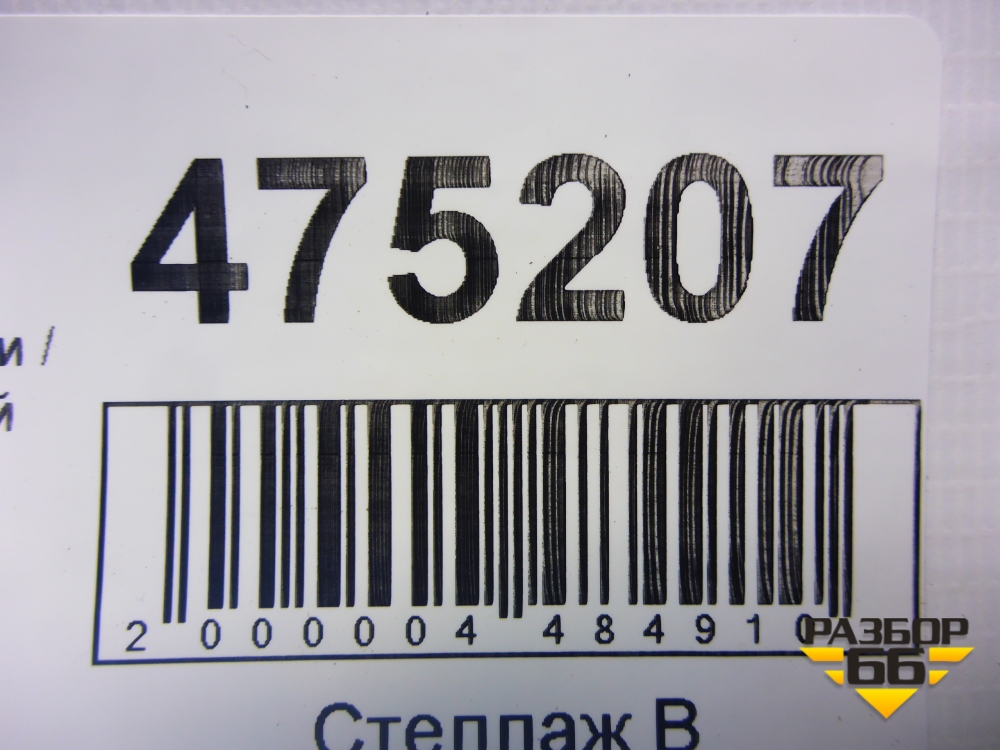 475207
и /
й
2 000004 484910
Стеллаж В
РАЗБОР
66